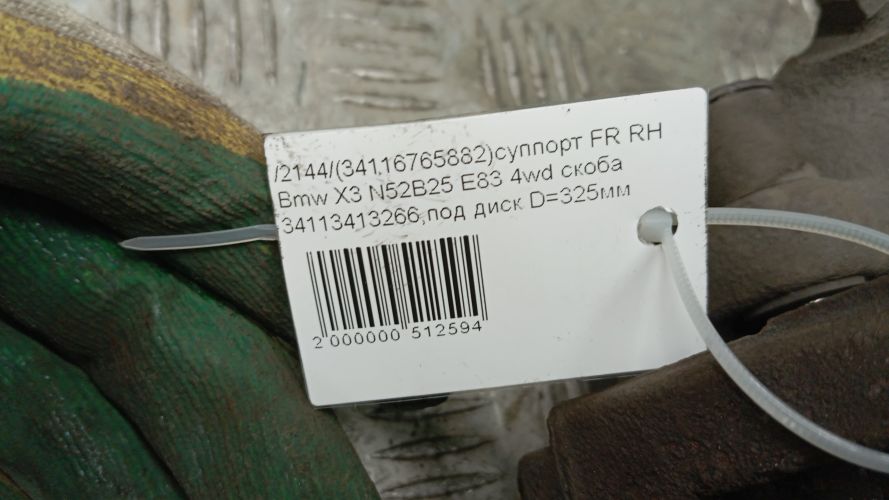 /2144/(34116765882)суппорт FR RH
Bmw X3 N52B25 E83 4wd скоба
34113413266,под диск D=325мм
2 000000 512594